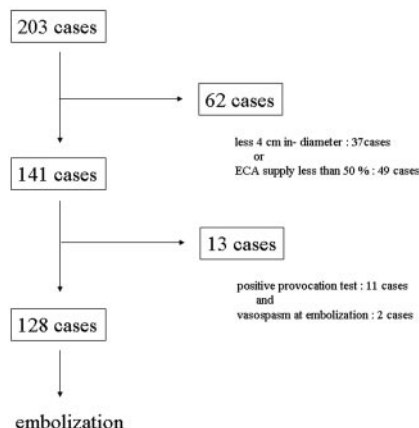 203 cases
62 cases
less 4 cm in- diameter : 37cases
or
ECA supply less than 50 % : 49 cases
141 cases
13 cases
positive provocation test : 11 cases
and
vasospasm at embolization : 2 cases
128 cases
embolization